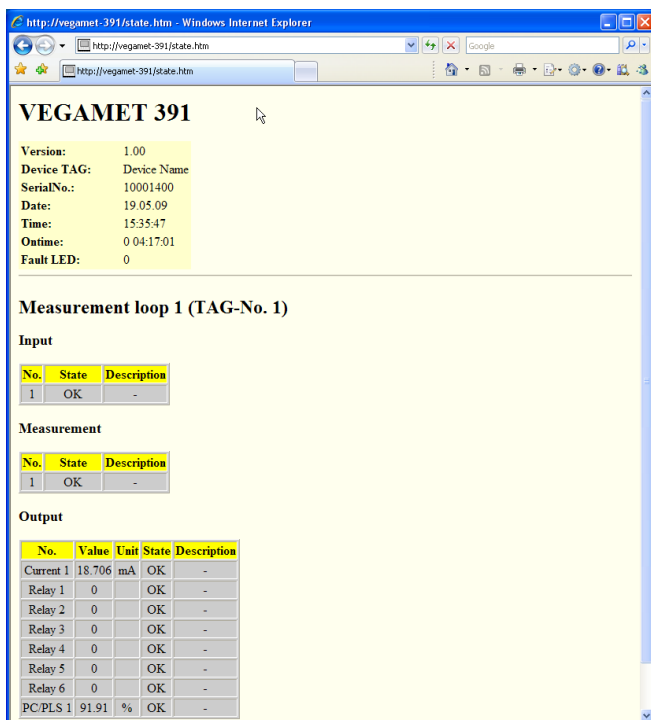 http://vegamet-391/state.htm - Windows Internet Explorer
http://vegamet-391/state.htm
Google
http://vegamet-391/state.htm
VEGAMET 391
Version: 1.00
Device TAG: Device Name
SerialNo.: 10001400
Date: 19.05.09
Time: 15:35:47
Ontime: 0 04:17:01
Fault LED: 0
Measurement loop 1 (TAG-No. 1)
Input
No. State Description
1 OK -
Measurement
No. State Description
1 OK -
Output
No. Value Unit State Description
Current 1 18.706 mA OK -
Relay 1 0 OK -
Relay 2 0 OK -
Relay 3 0 OK -
Relay 4 0 OK -
Relay 5 0 OK -
Relay 6 0 OK -
PC/PLS 1 91.91 % OK -